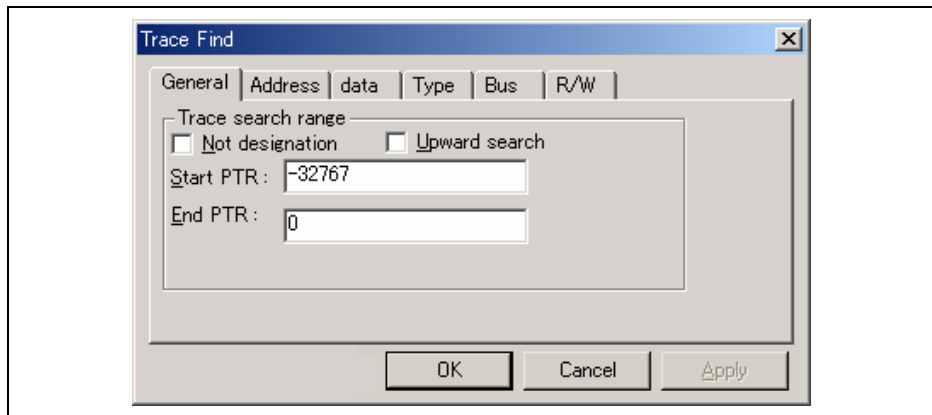 Trace Find
General Address data Type Bus R/W
Trace search range
Not designation Upward search
Start PTR : -32767
End PTR : 0
OK Cancel Apply